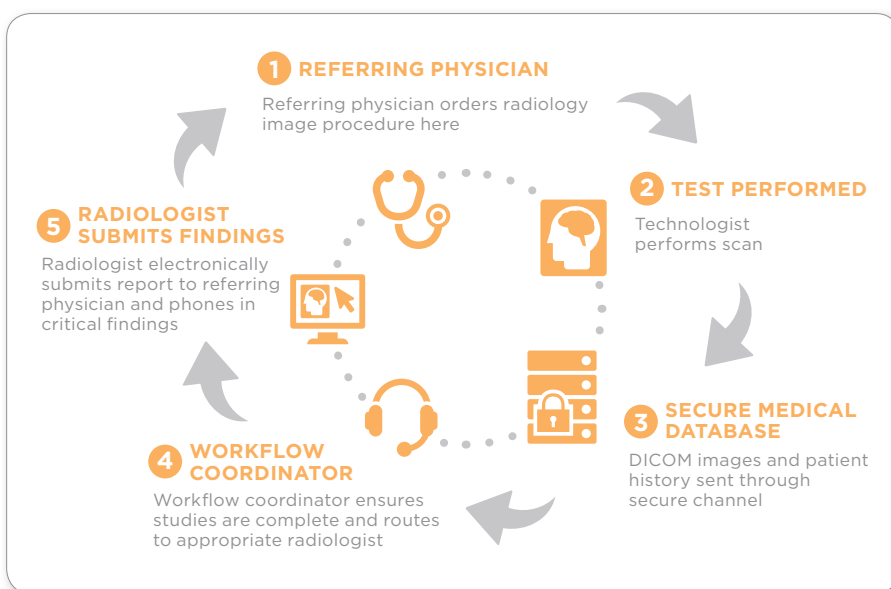 1 REFERRING PHYSICIAN
Referring physician orders radiology
image procedure here
2 TEST PERFORMED
Technologist
performs scan
3 SECURE MEDICAL
DATABASE
DICOM images and patient
history sent through
secure channel
4 WORKFLOW
COORDINATOR
Workflow coordinator ensures
studies are complete and routes
to appropriate radiologist
5 RADIOLOGIST
SUBMITS FINDINGS
Radiologist electronically
submits report to referring
physician and phones in
critical findings